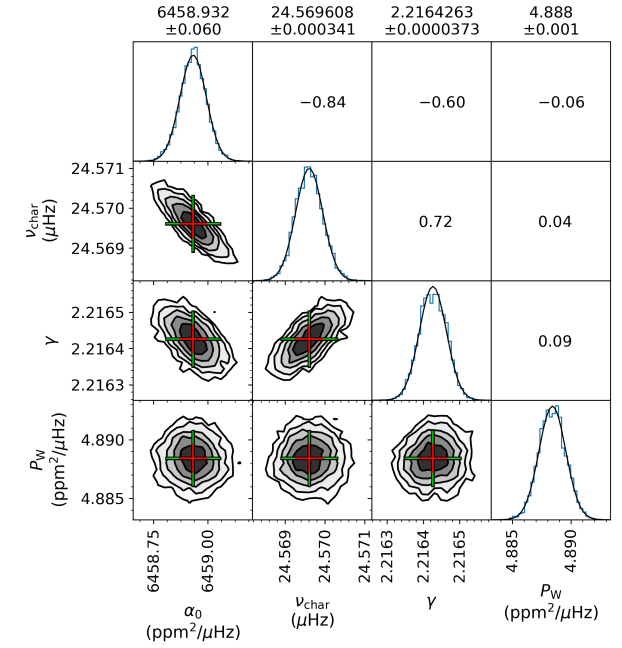 6458.932 24.569608 2.2164263 4.888
±0.060 ±0.000341 ±0.0000373 ±0.001
−0.84 −0.60 −0.06
24.571
24.570
24.569
ν_char
(μHz)
0.72 0.04
2.2165
2.2164
2.2163
γ
0.09
4.890
4.885
P_W
(ppm²/μHz)
6458.75 6459.00 24.569 24.570 24.571 2.2163 2.2164 2.2165 4.885 4.890
α₀ ν_char γ P_W
(ppm²/μHz) (μHz) (ppm²/μHz)